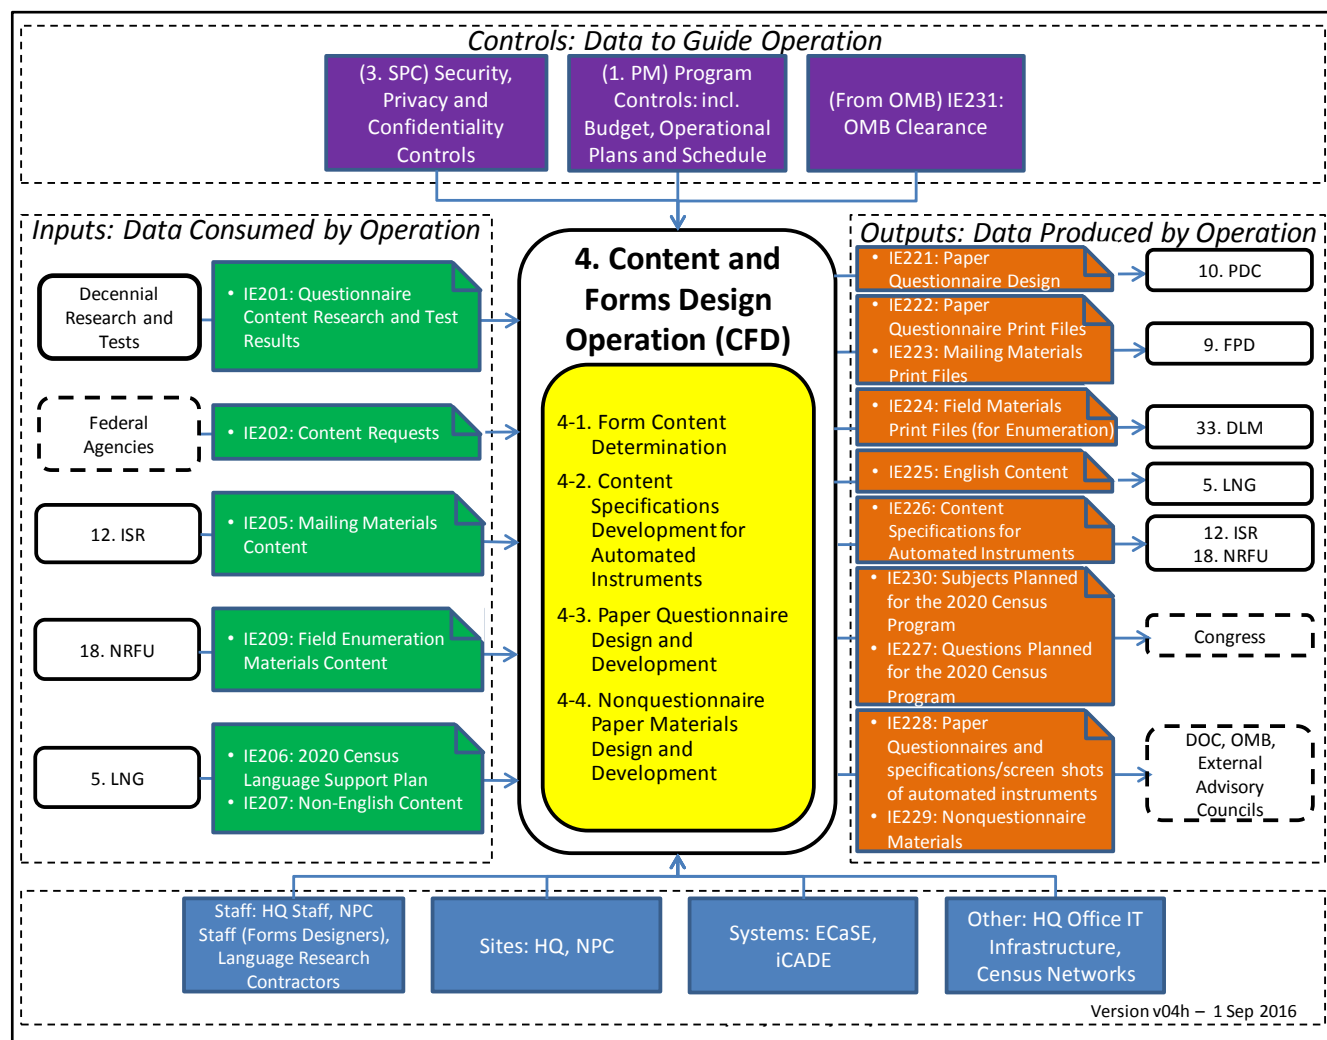 Controls: Data to Guide Operation
(3. SPC) Security,
Privacy and
Confidentiality
Controls
(1. PM) Program
Controls: incl.
Budget, Operational
Plans and Schedule
(From OMB) IE231:
OMB Clearance
Inputs: Data Consumed by Operation
Decennial
Research and
Tests
• IE201: Questionnaire
Content Research and Test
Results
Federal
Agencies
• IE202: Content Requests
12. ISR
• IE205: Mailing Materials
Content
18. NRFU
• IE209: Field Enumeration
Materials Content
5. LNG
• IE206: 2020 Census
Language Support Plan
• IE207: Non-English Content
4. Content and
Forms Design
Operation (CFD)
4-1. Form Content
Determination
4-2. Content
Specifications
Development for
Automated
Instruments
4-3. Paper Questionnaire
Design and
Development
4-4. Nonquestionnaire
Paper Materials
Design and
Development
Outputs: Data Produced by Operation
• IE221: Paper
Questionnaire Design
10. PDC
• IE222: Paper
Questionnaire Print Files
• IE223: Mailing Materials
Print Files
9. FPD
• IE224: Field Materials
Print Files (for Enumeration)
33. DLM
• IE225: English Content
5. LNG
• IE226: Content
Specifications for
Automated Instruments
12. ISR
18. NRFU
• IE230: Subjects Planned
for the 2020 Census
Program
• IE227: Questions Planned
for the 2020 Census
Program
Congress
• IE228: Paper
Questionnaires and
specifications/screen shots
of automated instruments
• IE229: Nonquestionnaire
Materials
DOC, OMB,
External
Advisory
Councils
Staff: HQ Staff, NPC
Staff (Forms Designers),
Language Research
Contractors
Sites: HQ, NPC
Systems: ECaSE,
iCADE
Other: HQ Office IT
Infrastructure,
Census Networks
Version v04h – 1 Sep 2016